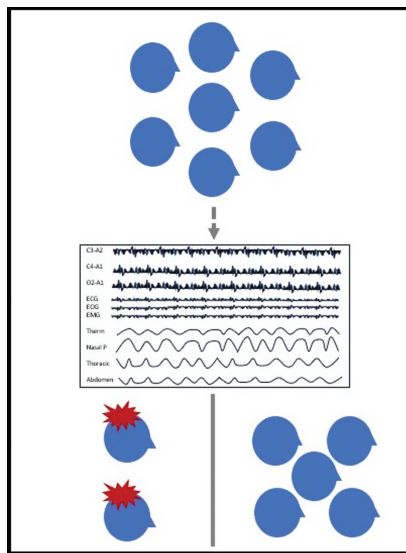 C3-A2
C4-A1
O2-A1
ECG
EOG
EMG
Therm
Nasal P
Thoracic
Abdomen